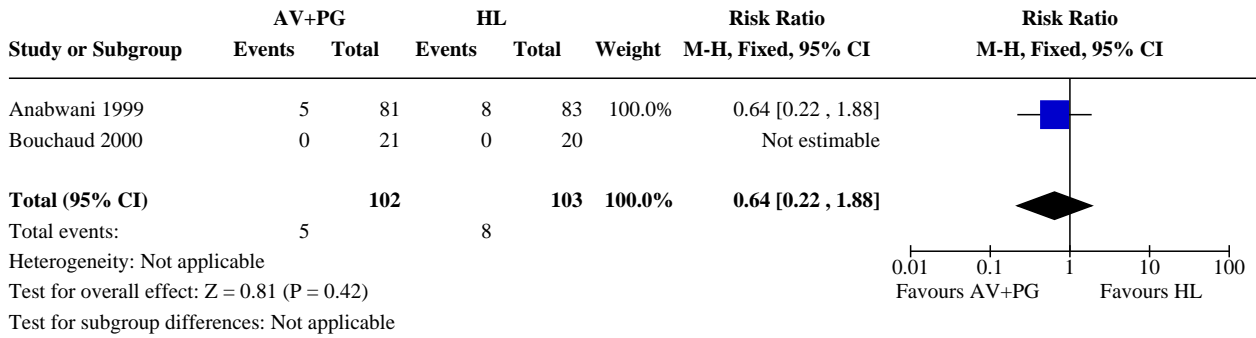 AV+PG HL Risk Ratio Risk Ratio
Study or Subgroup Events Total Events Total Weight M-H, Fixed, 95% CI M-H, Fixed, 95% CI
Anabwani 1999 5 81 8 83 100.0% 0.64 [0.22 , 1.88]
Bouchaud 2000 0 21 0 20 Not estimable
Total (95% CI) 102 103 100.0% 0.64 [0.22 , 1.88]
Total events: 5 8
Heterogeneity: Not applicable
0.01 0.1 1 10 100
Test for overall effect: Z = 0.81 (P = 0.42)
Favours AV+PG Favours HL
Test for subgroup differences: Not applicable